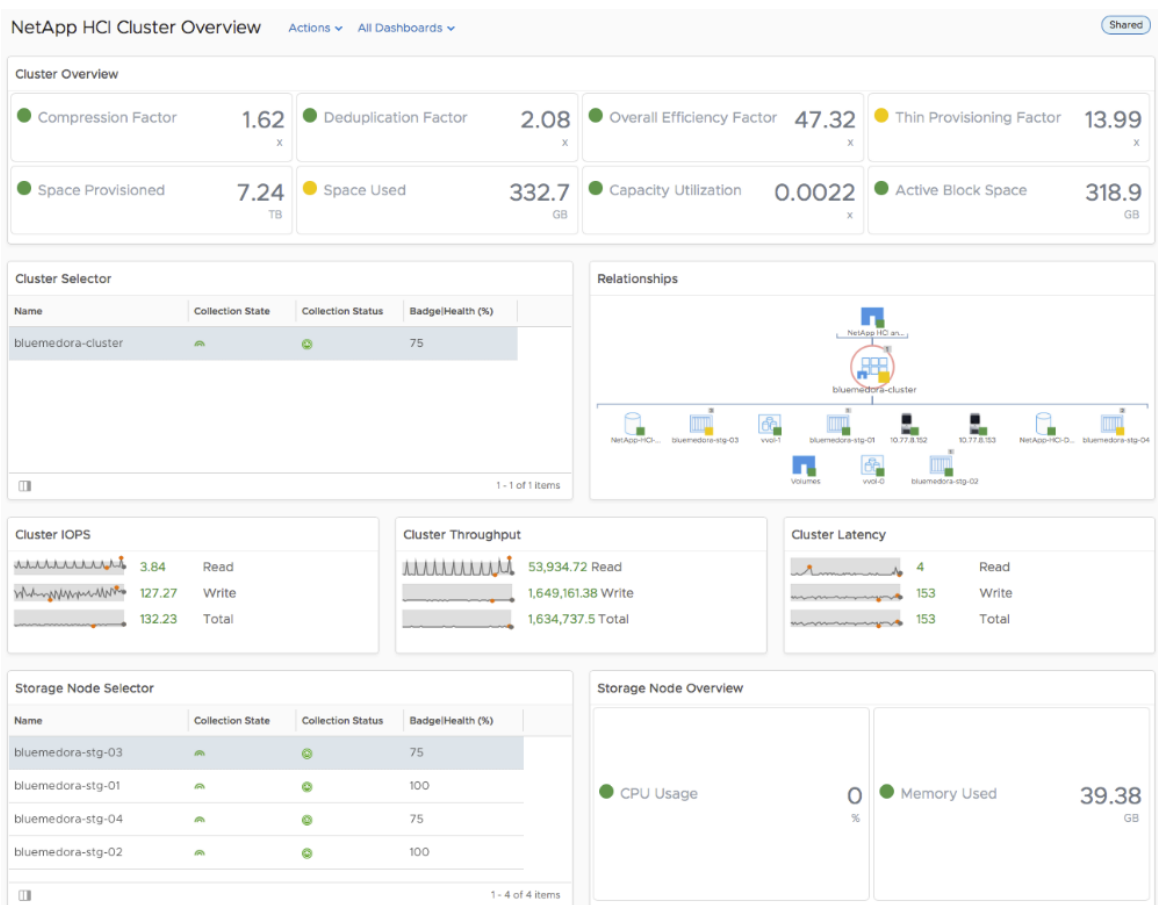 NetApp HCI Cluster Overview Actions All Dashboards Shared
Cluster Overview
Compression Factor 1.62 x
Deduplication Factor 2.08 x
Overall Efficiency Factor 47.32 x
Thin Provisioning Factor 13.99 x
Space Provisioned 7.24 TB
Space Used 332.7 GB
Capacity Utilization 0.0022 x
Active Block Space 318.9 GB
Cluster Selector
Name Collection State Collection Status Badge|Health (%)
bluemedora-cluster 75
1 - 1 of 1 items
Relationships
NetApp HCI an...
bluemedora-cluster
NetApp-HCI-... bluemedora-stg-03 vvol-1 bluemedora-stg-01 10.77.8.152 10.77.8.153 NetApp-HCI-D... bluemedora-stg-04
Volumes vvol-0 bluemedora-stg-02
Cluster IOPS
3.84 Read
127.27 Write
132.23 Total
Cluster Throughput
53,934.72 Read
1,649,161.38 Write
1,634,737.5 Total
Cluster Latency
4 Read
153 Write
153 Total
Storage Node Selector
Name Collection State Collection Status Badge|Health (%)
bluemedora-stg-03 75
bluemedora-stg-01 100
bluemedora-stg-04 75
bluemedora-stg-02 100
1 - 4 of 4 items
Storage Node Overview
CPU Usage 0 %
Memory Used 39.38 GB